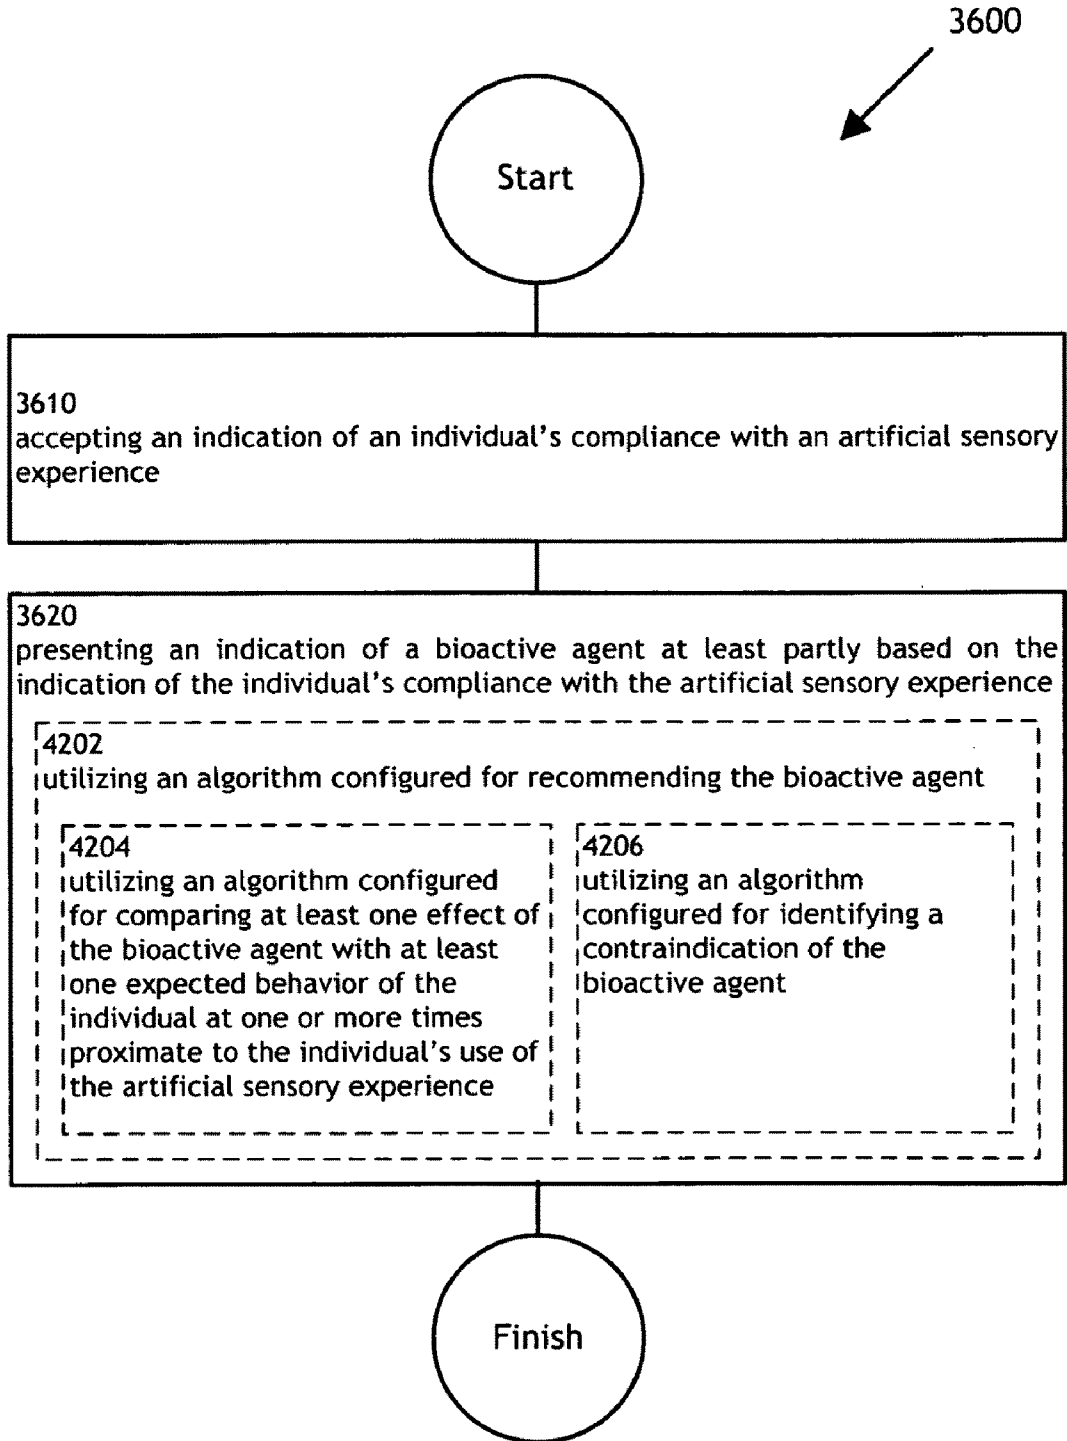 3600
Start
3610
accepting an indication of an individual's compliance with an artificial sensory
experience
3620
presenting an indication of a bioactive agent at least partly based on the
indication of the individual's compliance with the artificial sensory experience
4202
utilizing an algorithm configured for recommending the bioactive agent
4204
utilizing an algorithm configured
for comparing at least one effect of
the bioactive agent with at least
one expected behavior of the
individual at one or more times
proximate to the individual's use of
the artificial sensory experience
4206
utilizing an algorithm
configured for identifying a
contraindication of the
bioactive agent
Finish